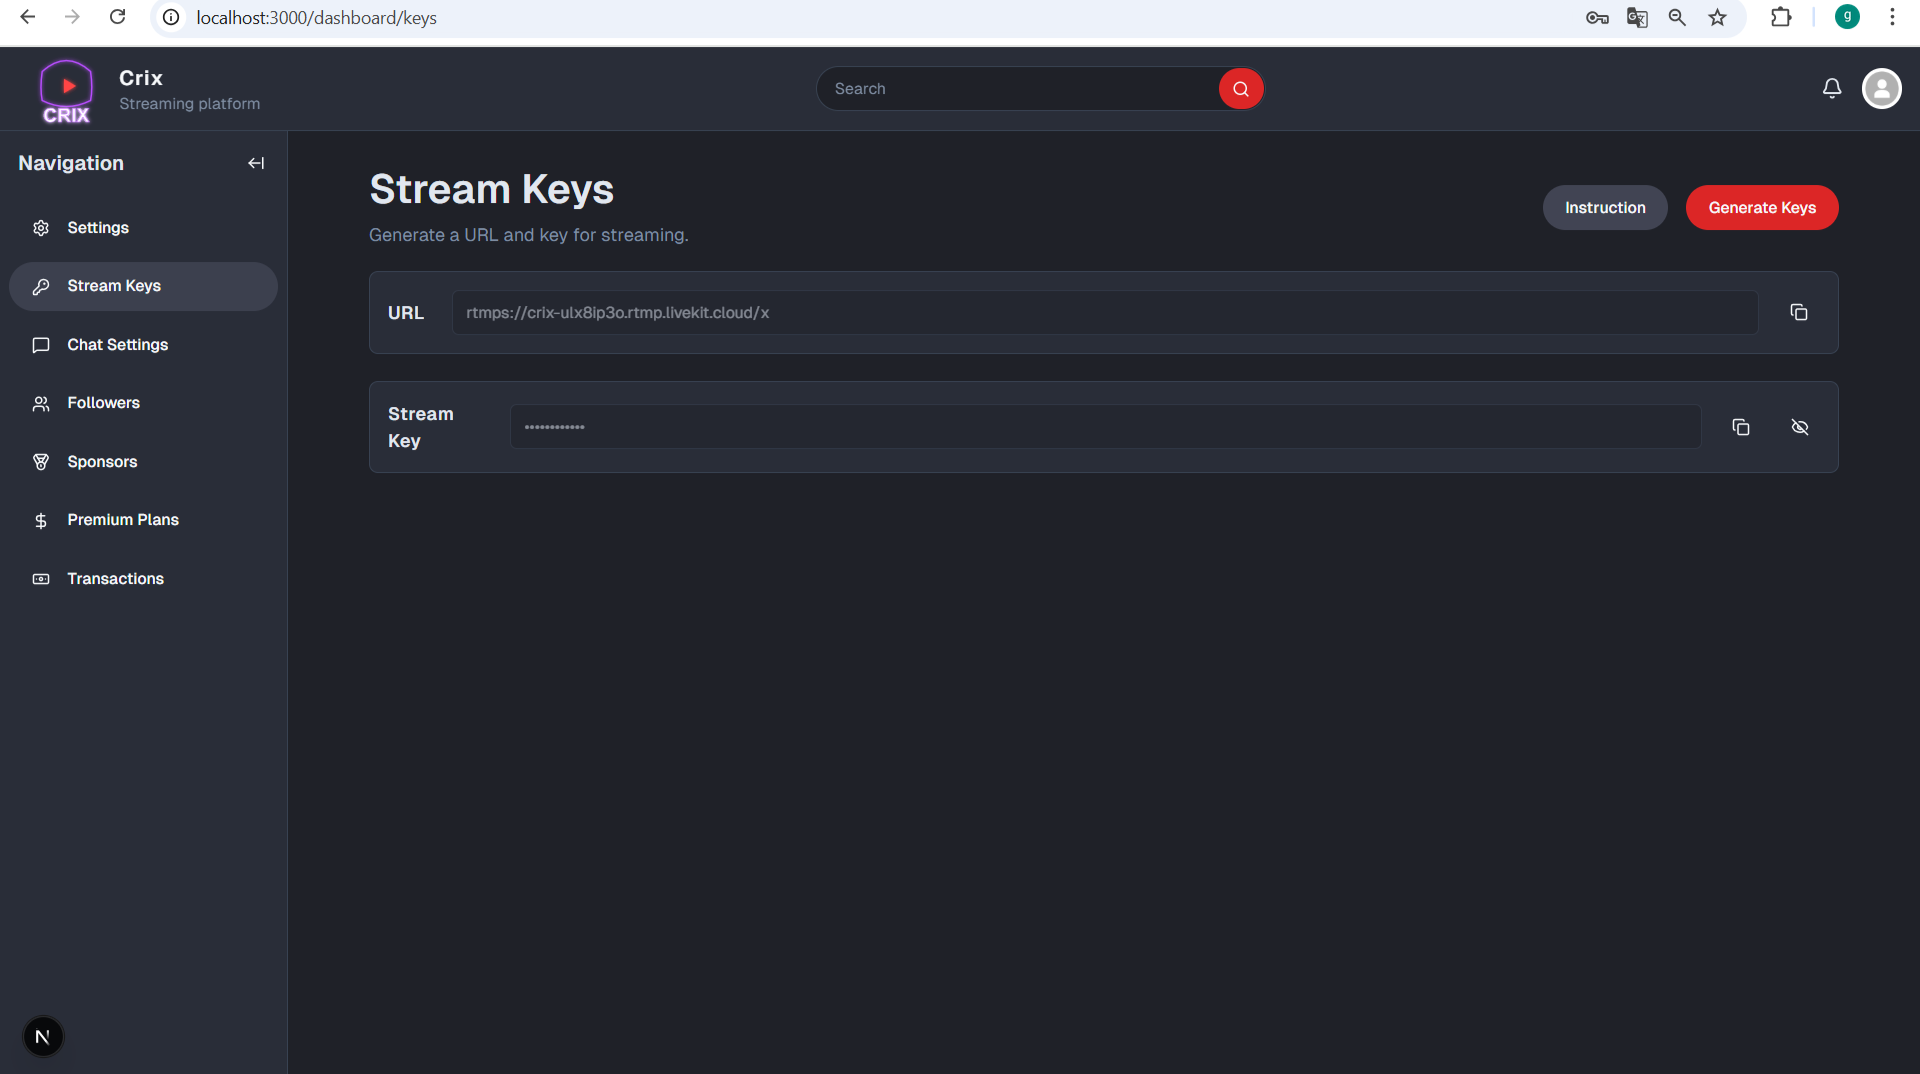 localhost:3000/dashboard/keys
g
CRIX
Crix
Streaming platform
Search
Navigation
Settings
Stream Keys
Chat Settings
Followers
Sponsors
Premium Plans
Transactions
N
Stream Keys
Generate a URL and key for streaming.
Instruction
Generate Keys
URL
rtmps://crix-ulx8ip3o.rtmp.livekit.cloud/x
Stream
Key
••••••••••••